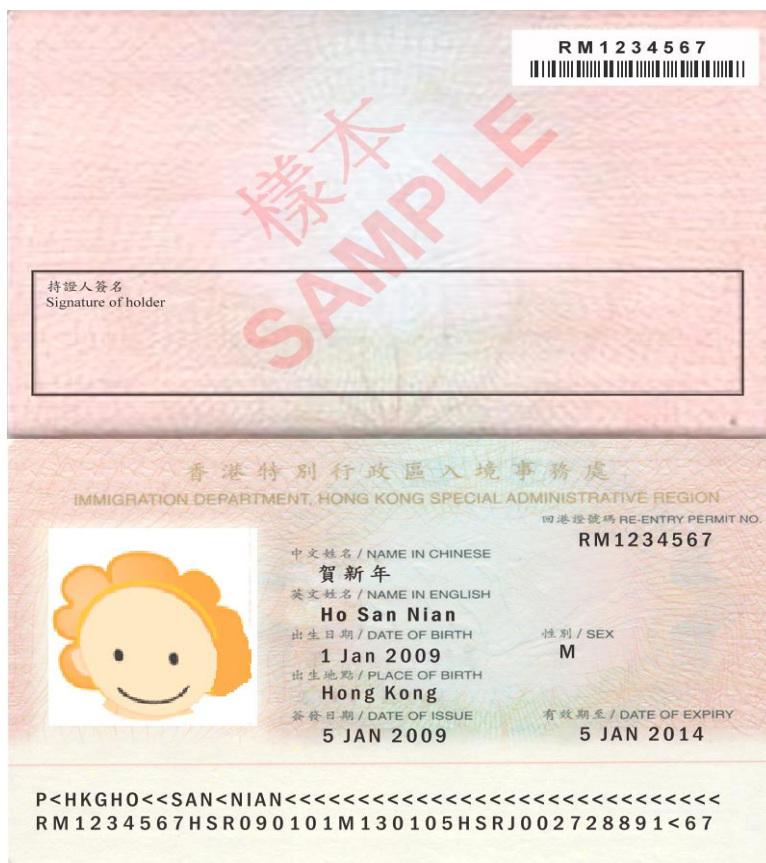 RM1234567
樣本
SAMPLE
持證人簽名
Signature of holder
香港特別行政區入境事務處
IMMIGRATION DEPARTMENT, HONG KONG SPECIAL ADMINISTRATIVE REGION
回港證號碼 RE-ENTRY PERMIT NO.
RM1234567
中文姓名 / NAME IN CHINESE
賀新年
英文姓名 / NAME IN ENGLISH
Ho San Nian
出生日期 / DATE OF BIRTH 性別 / SEX
1 Jan 2009 M
出生地點 / PLACE OF BIRTH
Hong Kong
簽發日期 / DATE OF ISSUE 有效期至 / DATE OF EXPIRY
5 JAN 2009 5 JAN 2014
P<HKGHO<<SAN<NIAN<<<<<<<<<<<<<<<<<<<<<<<<<<<<<<
RM1234567HSR090101M130105HSRJ002728891<67